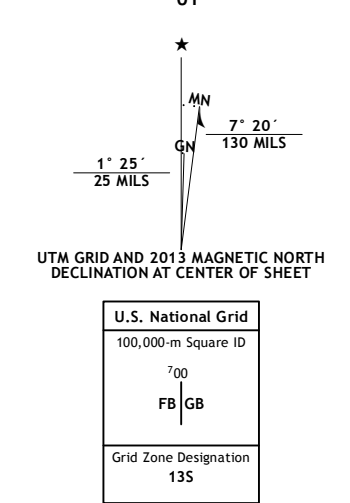 ★
MN
GN
7° 20´
130 MILS
1° 25´
25 MILS
UTM GRID AND 2013 MAGNETIC NORTH
DECLINATION AT CENTER OF SHEET
U.S. National Grid
100,000-m Square ID
⁷00
FB GB
Grid Zone Designation
13S